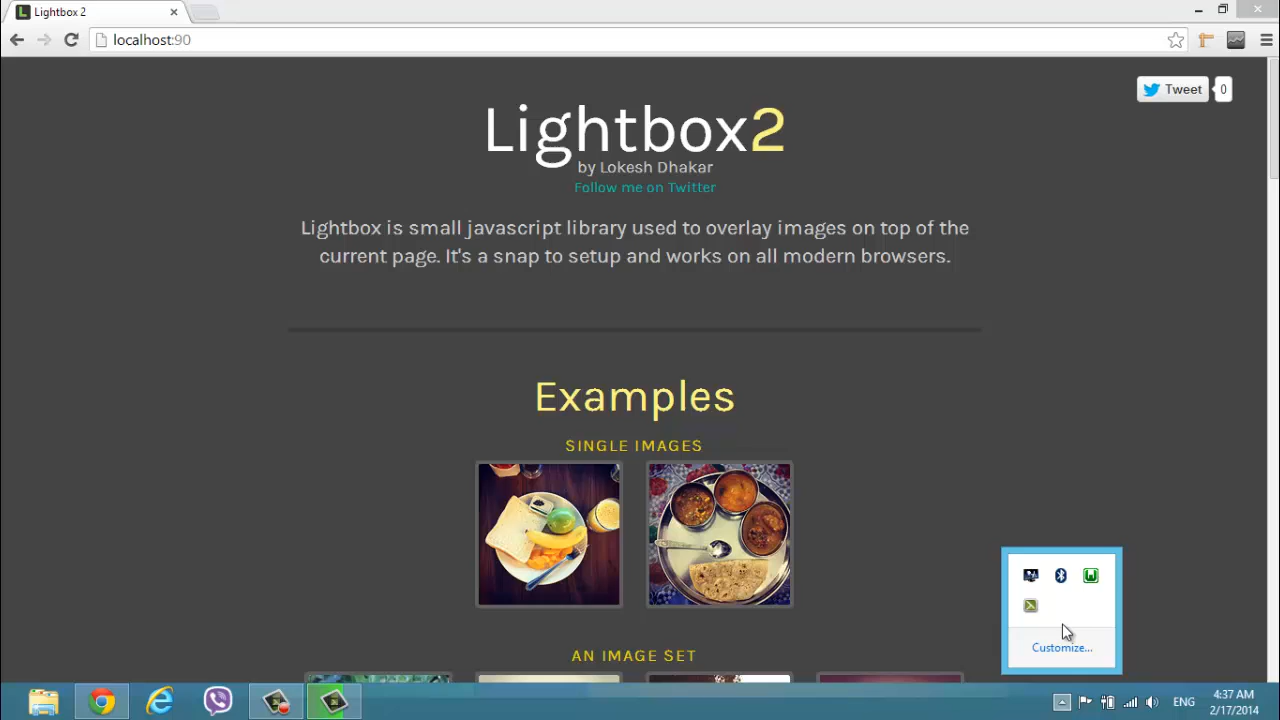 Lightbox 2
localhost:90
Tweet
0
Lightbox2
by Lokesh Dhakar
Follow me on Twitter
Lightbox is small javascript library used to overlay images on top of the
current page. It's a snap to setup and works on all modern browsers.
Examples
SINGLE IMAGES
AN IMAGE SET
Customize...
ENG
4:37 AM
2/17/2014